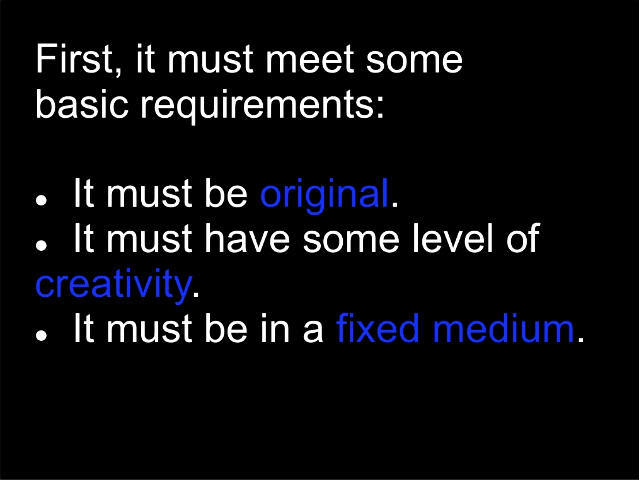 First, it must meet some
basic requirements:
● It must be original.
● It must have some level of
creativity.
● It must be in a fixed medium.